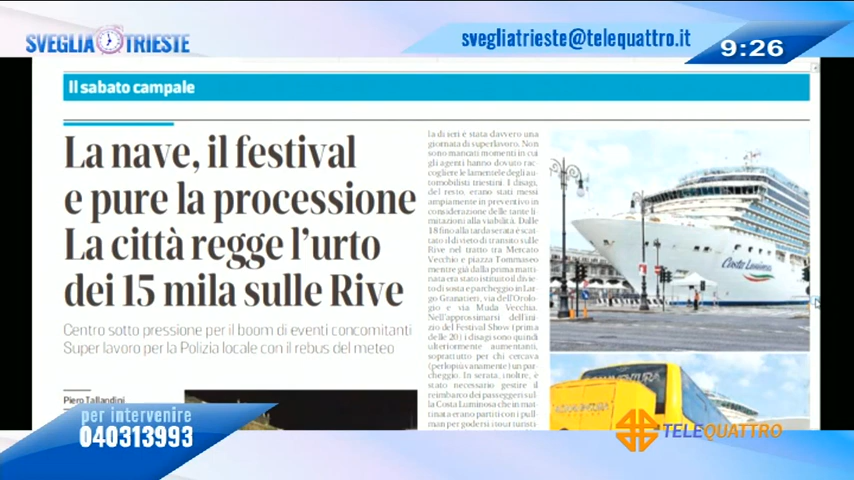 SVEGLIA TRIESTE
svegliatrieste@telequattro.it
9:26
Il sabato campale
La nave, il festival
e pure la processione
La città regge l'urto
dei 15 mila sulle Rive
Centro sotto pressione per il boom di eventi concomitanti
Super lavoro per la Polizia locale con il rebus del meteo
Piero Tallandini
la di ieri è stata davvero una
giornata di superlavoro. Non
sono mancati momenti in cui
gli agenti hanno dovuto rac-
cogliere le lamentele degli au-
tomobilisti triestini. I disagi,
del resto, erano stati messi
ampiamente in preventivo in
considerazione delle tante li-
mitazioni alla viabilità. Dalle
18 fino alla tarda serata è scat-
tato il divieto di transito sulle
Rive nel tratto tra Mercato
Vecchio e piazza Tommaseo
mentre già dalla prima matti-
nata era stato istituito il divie-
to di sosta e parcheggio in Lar-
go Granatieri, via dell'Orolo-
gio e via Muda Vecchia.
Nell'approssimarsi dell'ini-
zio del Festival Show (prima
delle 20) i disagi sono quindi
ulteriormente aumentati,
soprattutto per chi cercava
(perlopiù vanamente) un par-
cheggio. In serata, inoltre, è
stato necessario gestire il
reimbarco dei passeggeri sul-
la Costa Luminosa che in mat-
tinata erano partiti con i pull-
man per godersi i tour turisti-
Costa Luminosa
per intervenire
040313993
TELEQUATTRO